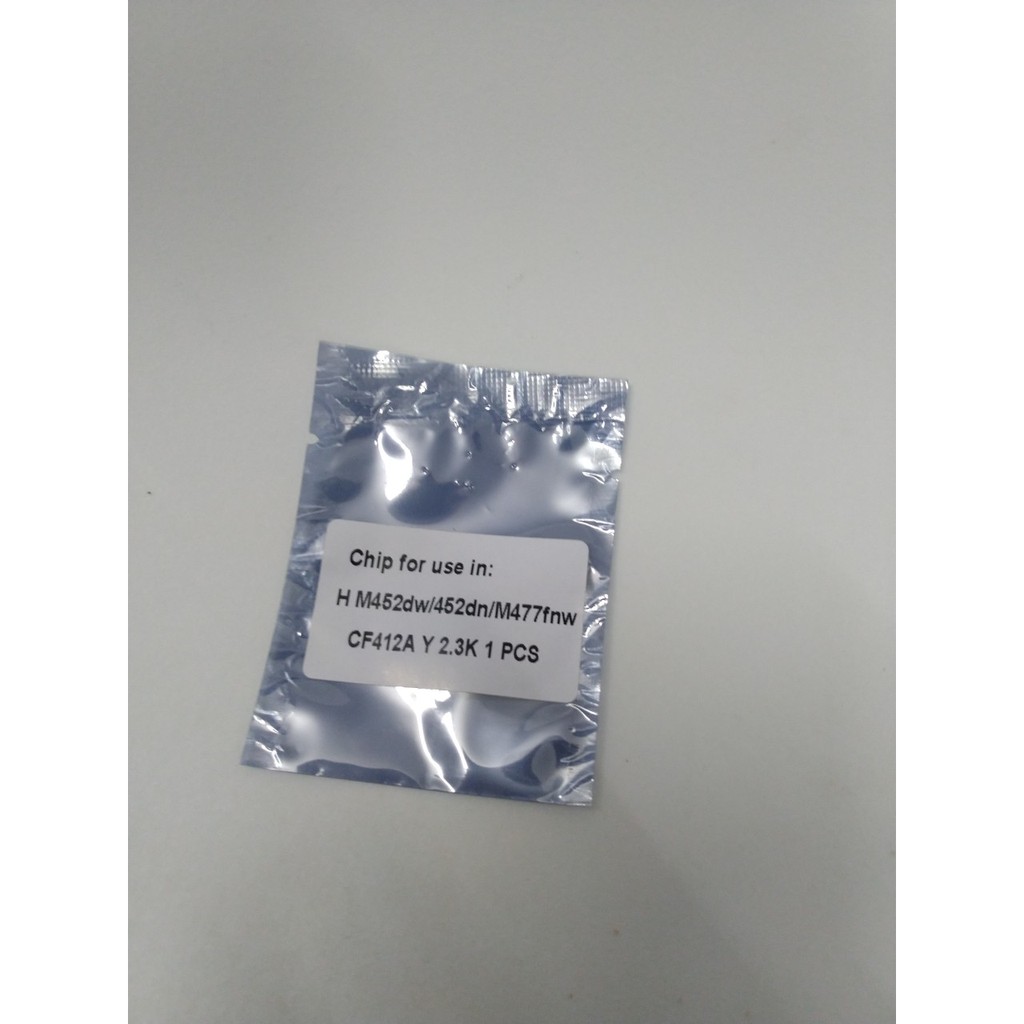 Chip for use in:
H M452dw/452dn/M477fnw
CF412A Y 2.3K 1 PCS